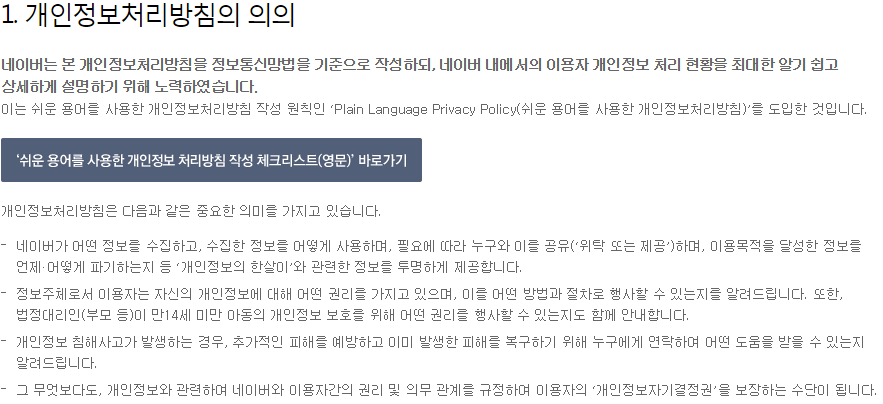 1. 개인정보처리방침의 의의
네이버는 본 개인정보처리방침을 정보통신망법을 기준으로 작성하되, 네이버 내에서의 이용자 개인정보 처리 현황을 최대한 알기 쉽고
상세하게 설명하기 위해 노력하였습니다.
이는 쉬운 용어를 사용한 개인정보처리방침 작성 원칙인 ‘Plain Language Privacy Policy(쉬운 용어를 사용한 개인정보처리방침)’를 도입한 것입니다.
‘쉬운 용어를 사용한 개인정보 처리방침 작성 체크리스트(영문)’ 바로가기
개인정보처리방침은 다음과 같은 중요한 의미를 가지고 있습니다.
- 네이버가 어떤 정보를 수집하고, 수집한 정보를 어떻게 사용하며, 필요에 따라 누구와 이를 공유(‘위탁 또는 제공’)하며, 이용목적을 달성한 정보를
언제·어떻게 파기하는지 등 ‘개인정보의 한살이’와 관련한 정보를 투명하게 제공합니다.
- 정보주체로서 이용자는 자신의 개인정보에 대해 어떤 권리를 가지고 있으며, 이를 어떤 방법과 절차로 행사할 수 있는지를 알려드립니다. 또한,
법정대리인(부모 등)이 만14세 미만 아동의 개인정보 보호를 위해 어떤 권리를 행사할 수 있는지도 함께 안내합니다.
- 개인정보 침해사고가 발생하는 경우, 추가적인 피해를 예방하고 이미 발생한 피해를 복구하기 위해 누구에게 연락하여 어떤 도움을 받을 수 있는지
알려드립니다.
- 그 무엇보다도, 개인정보와 관련하여 네이버와 이용자간의 권리 및 의무 관계를 규정하여 이용자의 ‘개인정보자기결정권’을 보장하는 수단이 됩니다.